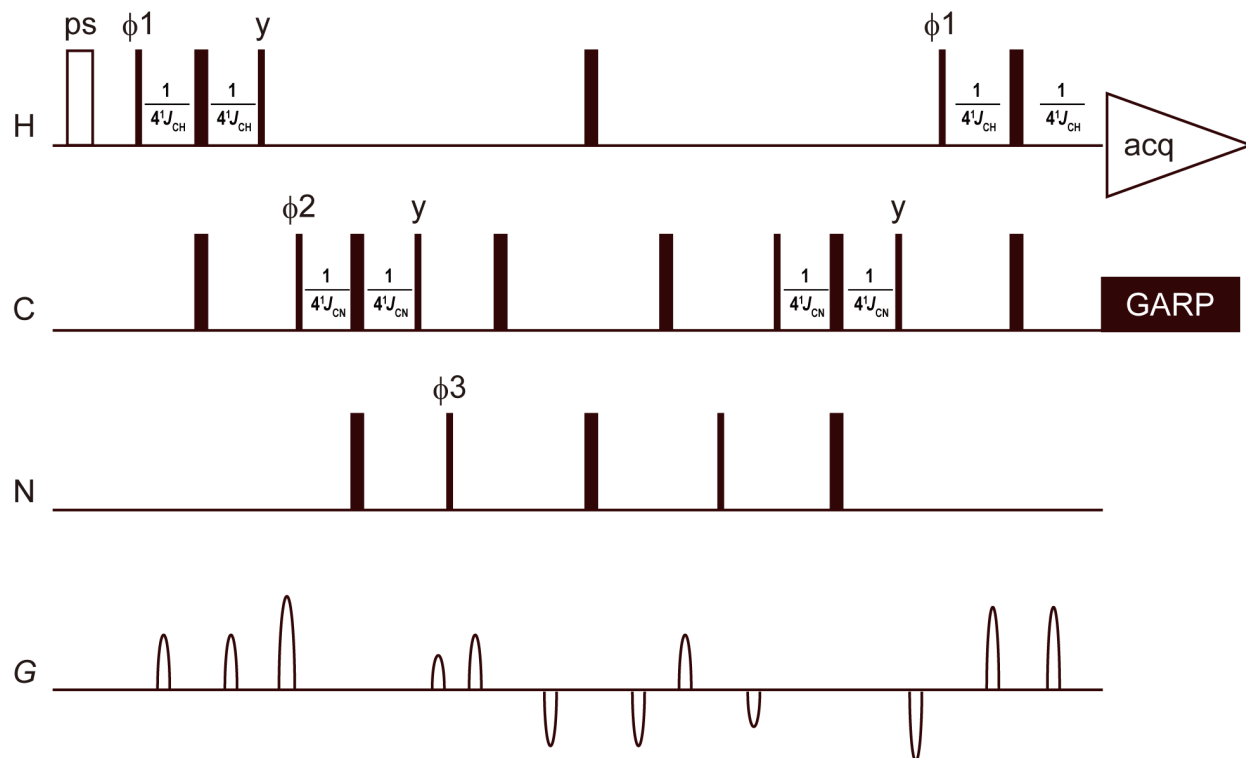 ps ϕ1 y ϕ1
1/4¹J_CH 1/4¹J_CH 1/4¹J_CH 1/4¹J_CH
H acq
ϕ2 y y
1/4¹J_CN 1/4¹J_CN 1/4¹J_CN 1/4¹J_CN
C GARP
ϕ3
N
G